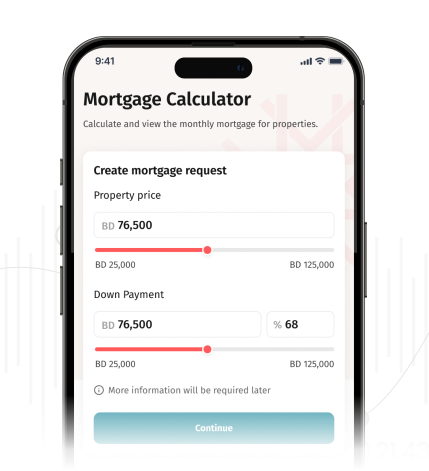 9:41
Mortgage Calculator
Calculate and view the monthly mortgage for properties.
Create mortgage request
Property price
BD 76,500
BD 25,000 BD 125,000
Down Payment
BD 76,500 % 68
BD 25,000 BD 125,000
More information will be required later
Continue